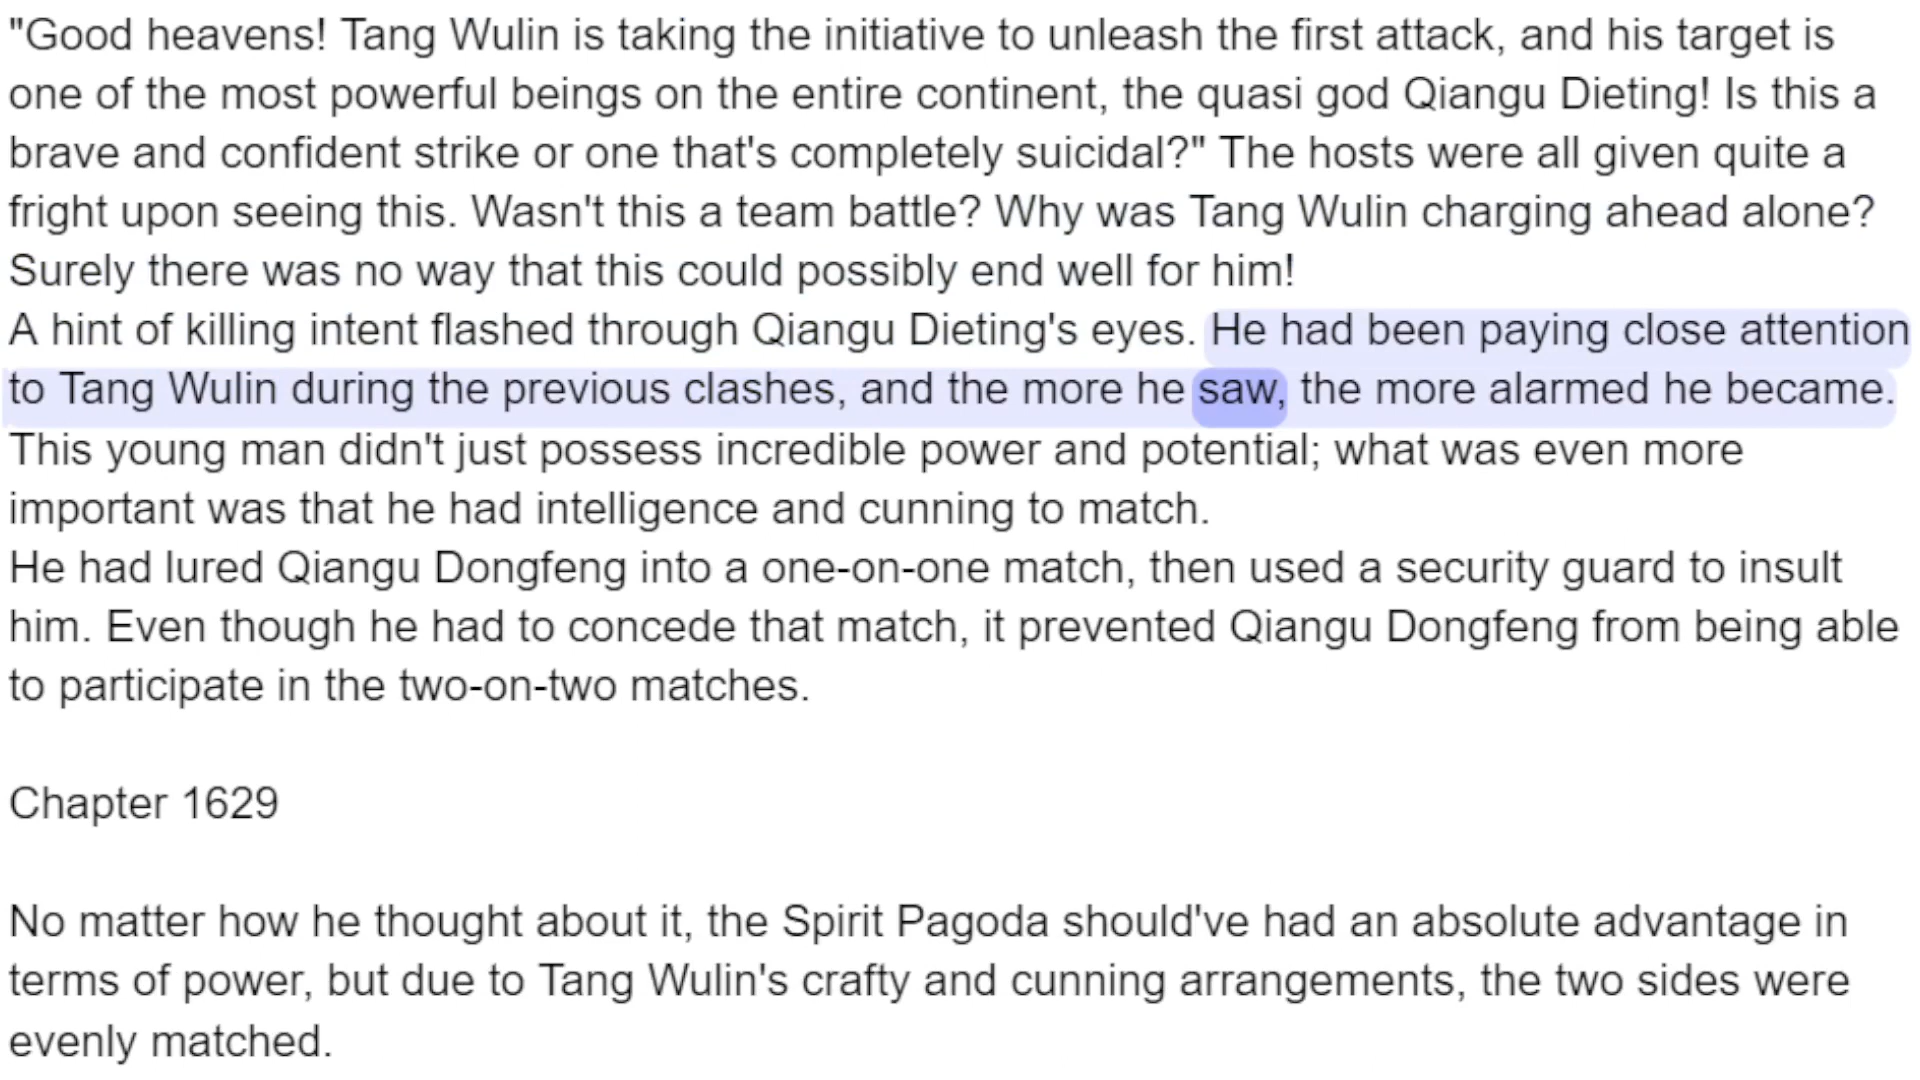 "Good heavens! Tang Wulin is taking the initiative to unleash the first attack, and his target is
one of the most powerful beings on the entire continent, the quasi god Qiangu Dieting! Is this a
brave and confident strike or one that's completely suicidal?" The hosts were all given quite a
fright upon seeing this. Wasn't this a team battle? Why was Tang Wulin charging ahead alone?
Surely there was no way that this could possibly end well for him!
A hint of killing intent flashed through Qiangu Dieting's eyes. He had been paying close attention
to Tang Wulin during the previous clashes, and the more he saw, the more alarmed he became.
This young man didn't just possess incredible power and potential; what was even more
important was that he had intelligence and cunning to match.
He had lured Qiangu Dongfeng into a one-on-one match, then used a security guard to insult
him. Even though he had to concede that match, it prevented Qiangu Dongfeng from being able
to participate in the two-on-two matches.
Chapter 1629
No matter how he thought about it, the Spirit Pagoda should've had an absolute advantage in
terms of power, but due to Tang Wulin's crafty and cunning arrangements, the two sides were
evenly matched.